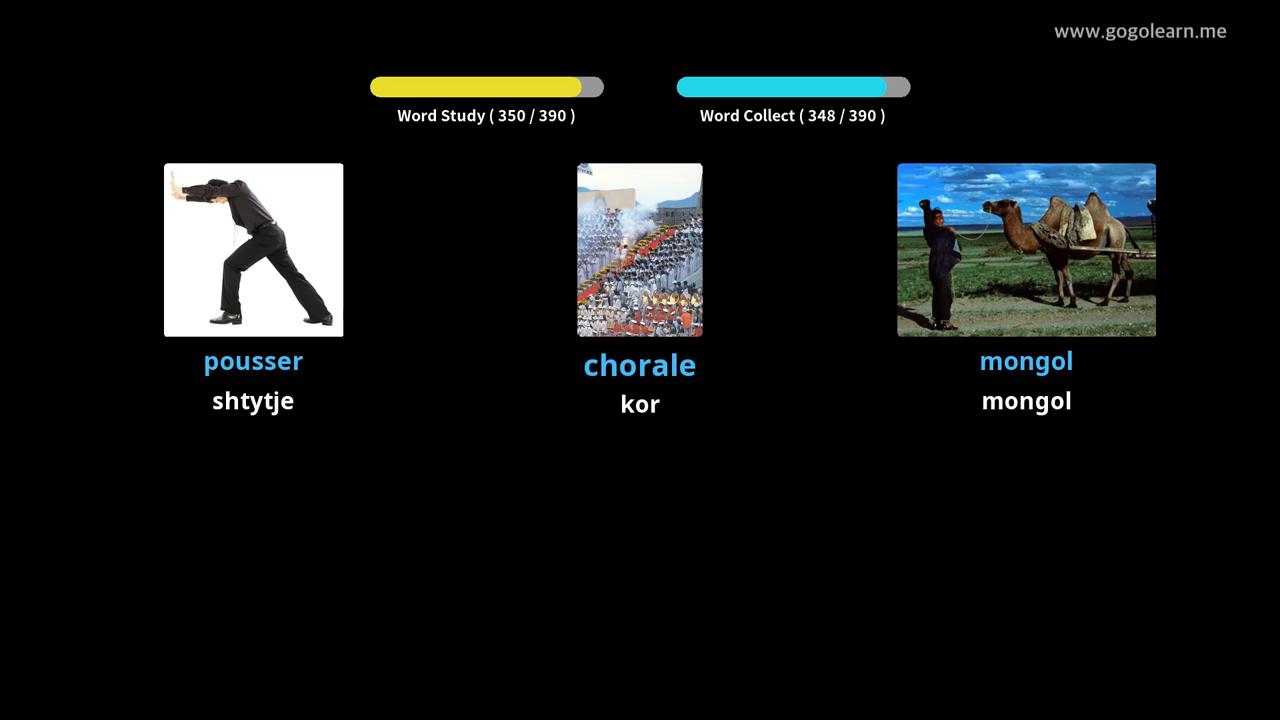 www.gogolearn.me
Word Study ( 350 / 390 )
Word Collect ( 348 / 390 )
pousser
shtytje
chorale
kor
mongol
mongol